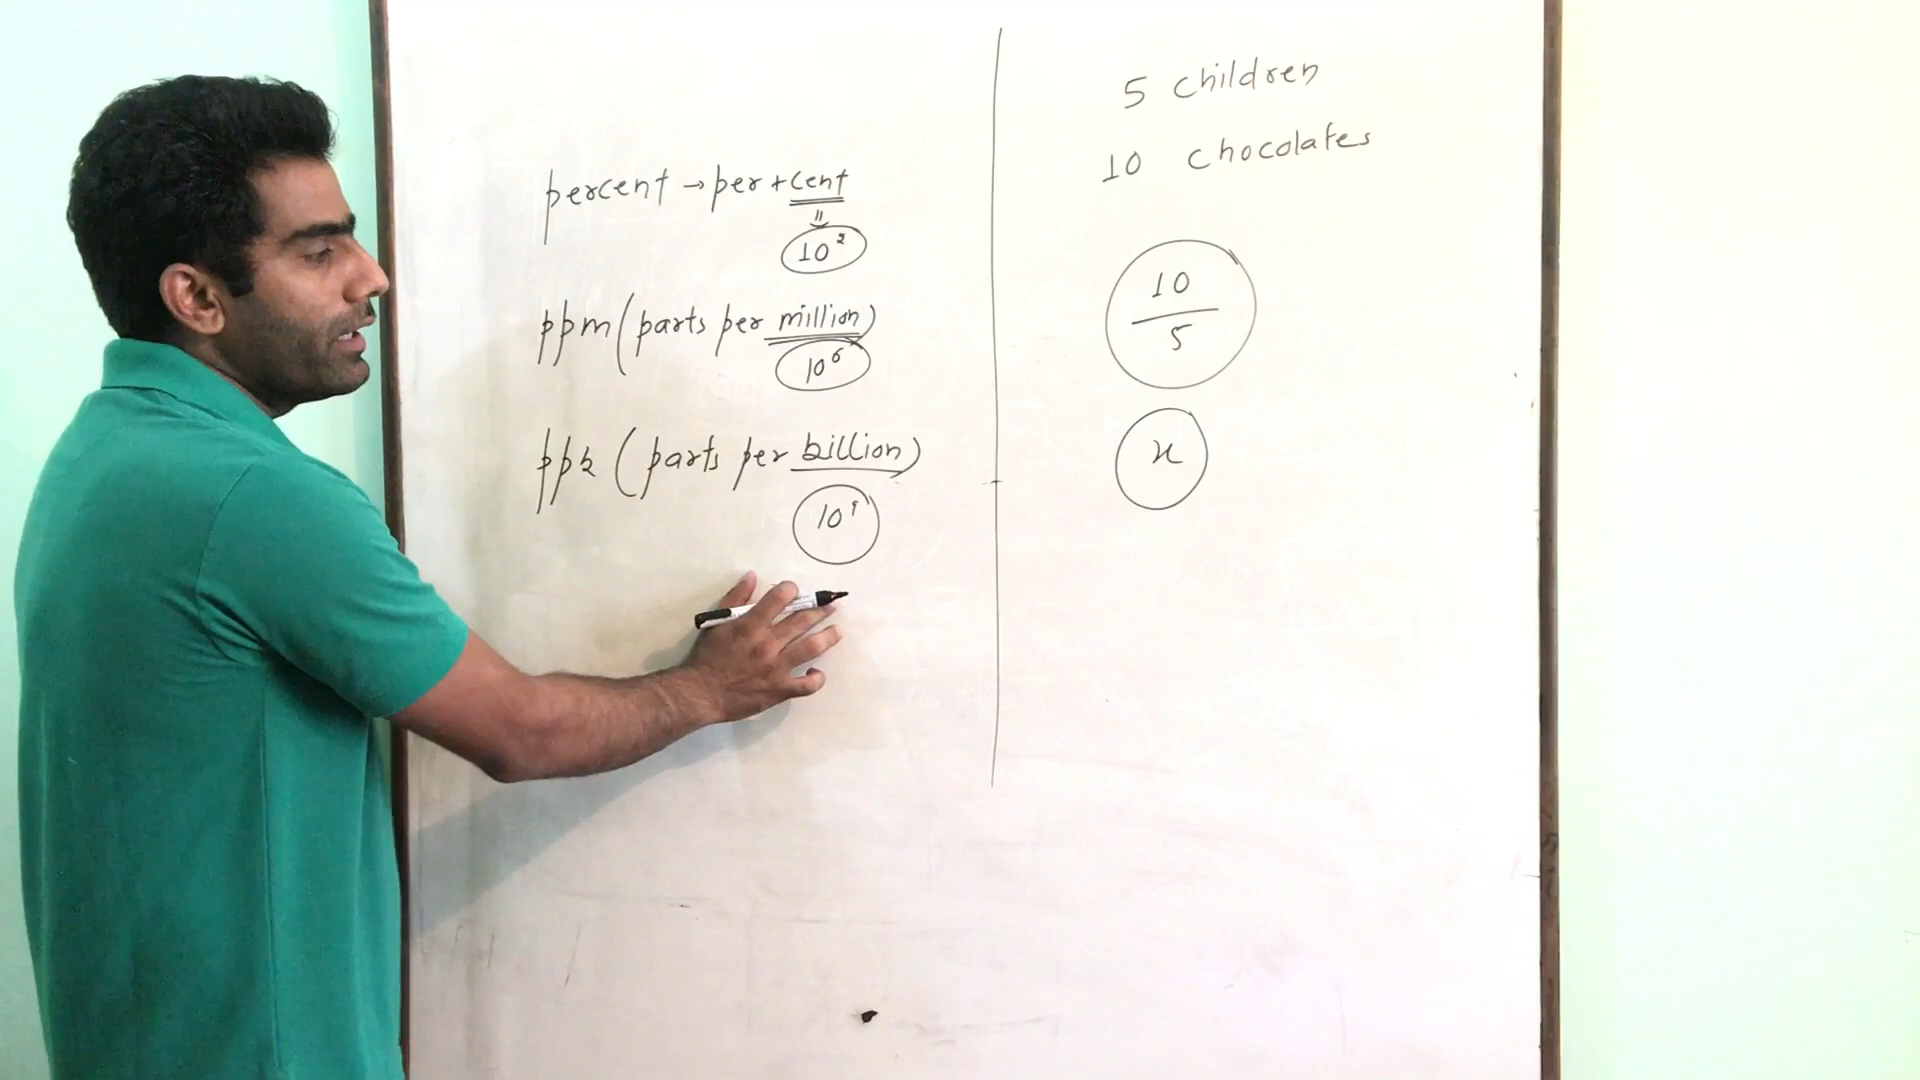 percent → per + cent
"
10²
ppm (parts per million)
10⁶
ppb (parts per billion)
10⁹
5 children
10 chocolates
10
5
x